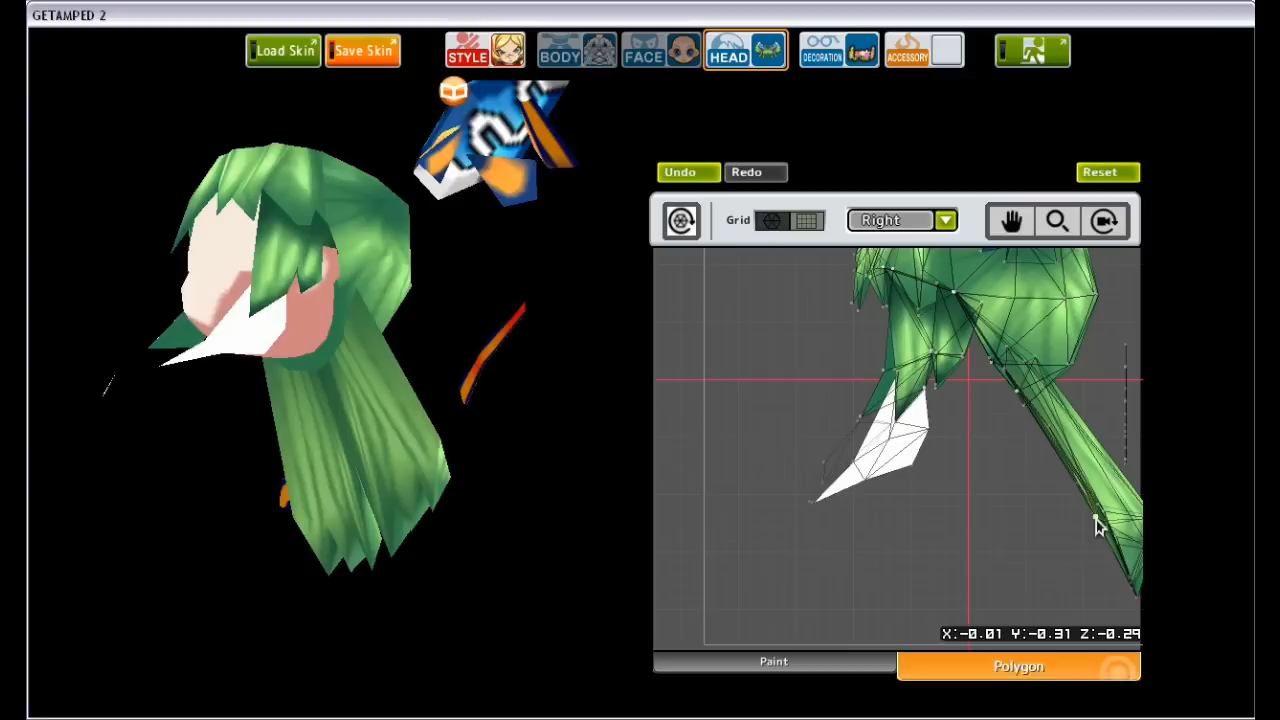 GETAMPED 2
Load Skin
Save Skin
STYLE
BODY
FACE
HEAD
DECORATION
ACCESSORY
Undo
Redo
Reset
Grid
Right
X:-0.01 Y:-0.31 Z:-0.29
Paint
Polygon